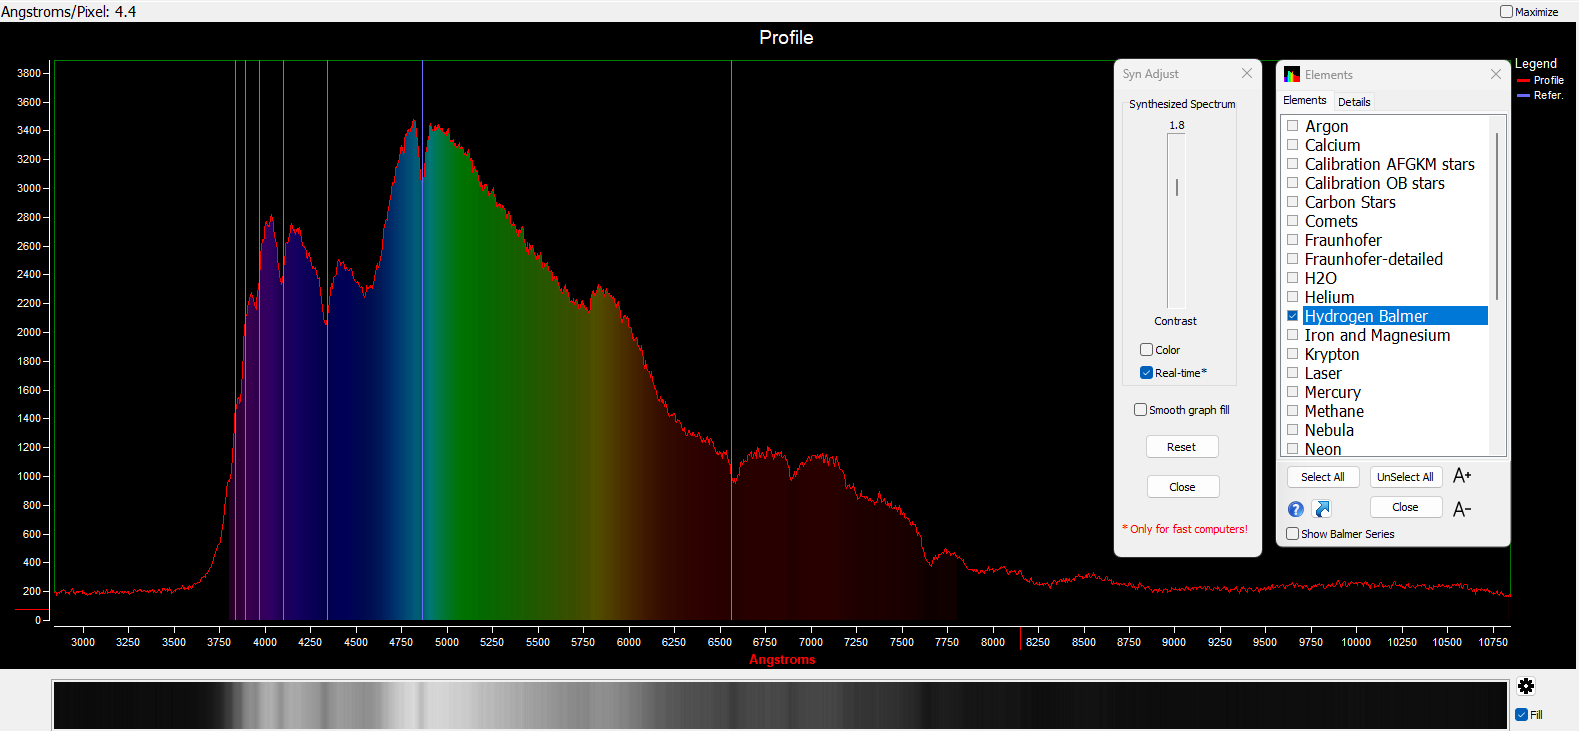 Angstroms/Pixel: 4.4
Maximize
Profile
Legend
Profile
Refer.
3800
3600
3400
3200
3000
2800
2600
2400
2200
2000
1800
1600
1400
1200
1000
800
600
400
200
0
3000 3250 3500 3750 4000 4250 4500 4750 5000 5250 5500 5750 6000 6250 6500 6750 7000 7250 7500 7750 8000 8250 8500 8750 9000 9250 9500 9750 10000 10250 10500 10750
Angstroms
Syn Adjust
Synthesized Spectrum
1.8
Contrast
Color
Real-time*
Smooth graph fill
Reset
Close
* Only for fast computers!
Elements
Elements Details
Argon
Calcium
Calibration AFGKM stars
Calibration OB stars
Carbon Stars
Comets
Fraunhofer
Fraunhofer-detailed
H2O
Helium
Hydrogen Balmer
Iron and Magnesium
Krypton
Laser
Mercury
Methane
Nebula
Neon
Select All UnSelect All A+
? Close A-
Show Balmer Series
Fill